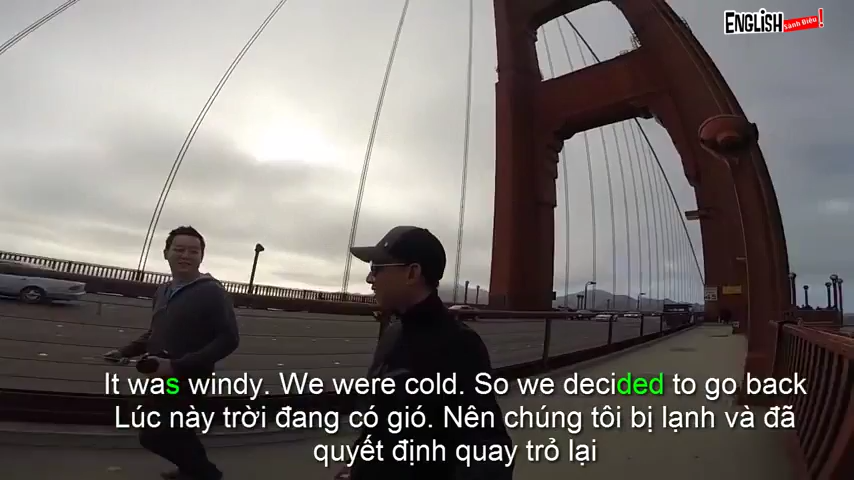 ENGLISH Sành Điệu!
It was windy. We were cold. So we decided to go back
Lúc này trời đang có gió. Nên chúng tôi bị lạnh và đã
quyết định quay trỏ lại